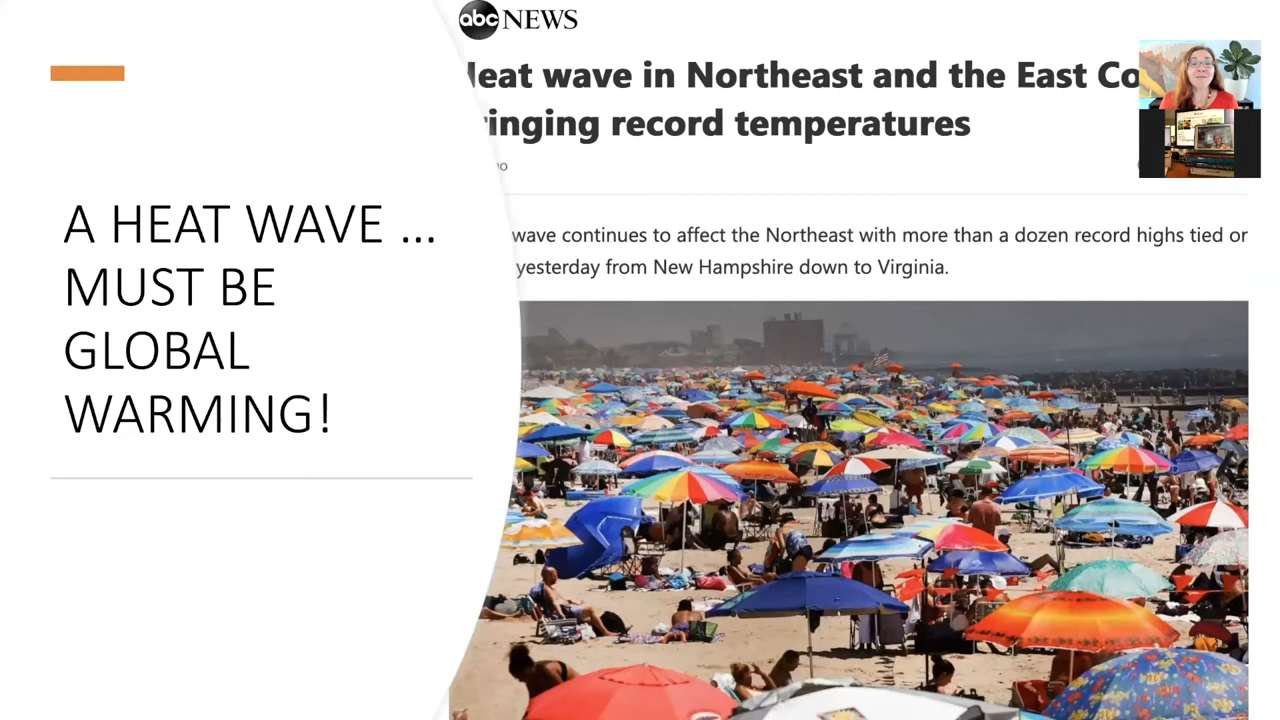 abc NEWS
eat wave in Northeast and the East Co
inging record temperatures
wave continues to affect the Northeast with more than a dozen record highs tied or
yesterday from New Hampshire down to Virginia.
A HEAT WAVE ...
MUST BE
GLOBAL
WARMING!